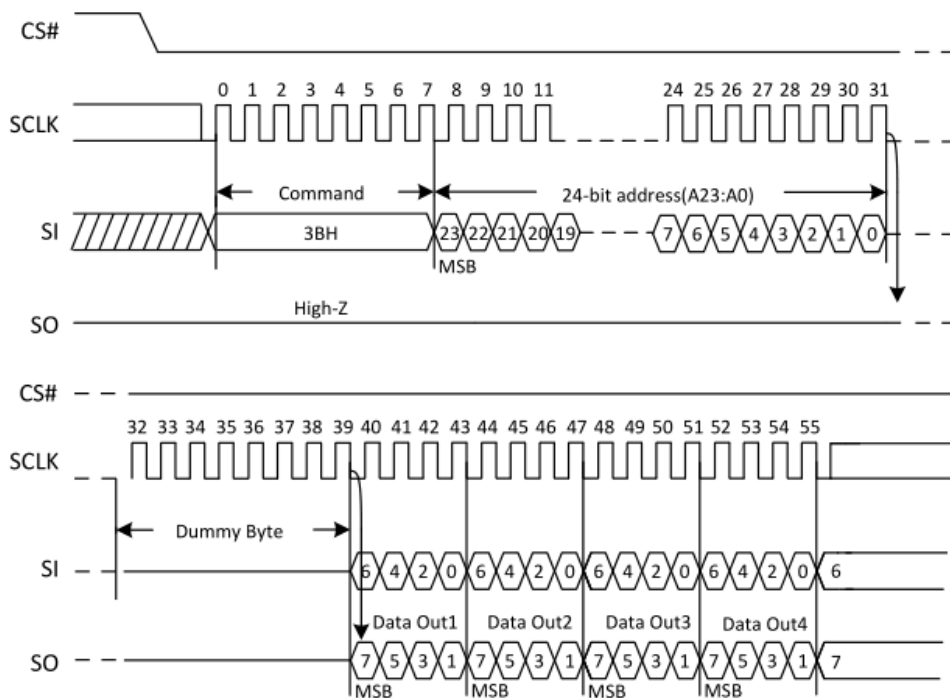 CS#
0 1 2 3 4 5 6 7 8 9 10 11 24 25 26 27 28 29 30 31
SCLK
Command 24-bit address(A23:A0)
SI 3BH 23 22 21 20 19 7 6 5 4 3 2 1 0
MSB
High-Z
SO
CS#
32 33 34 35 36 37 38 39 40 41 42 43 44 45 46 47 48 49 50 51 52 53 54 55
SCLK
Dummy Byte
SI 6 4 2 0 6 4 2 0 6 4 2 0 6 4 2 0 6
Data Out1 Data Out2 Data Out3 Data Out4
SO 7 5 3 1 7 5 3 1 7 5 3 1 7 5 3 1 7
MSB MSB MSB MSB